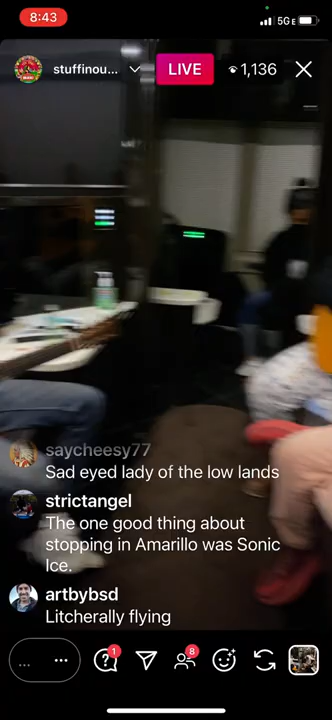 8:43
5GE
stuffinou...
LIVE
1,136
saycheesy77
Sad eyed lady of the low lands
strictangel
The one good thing about
stopping in Amarillo was Sonic
Ice.
artbybsd
Litcherally flying
...
1
8